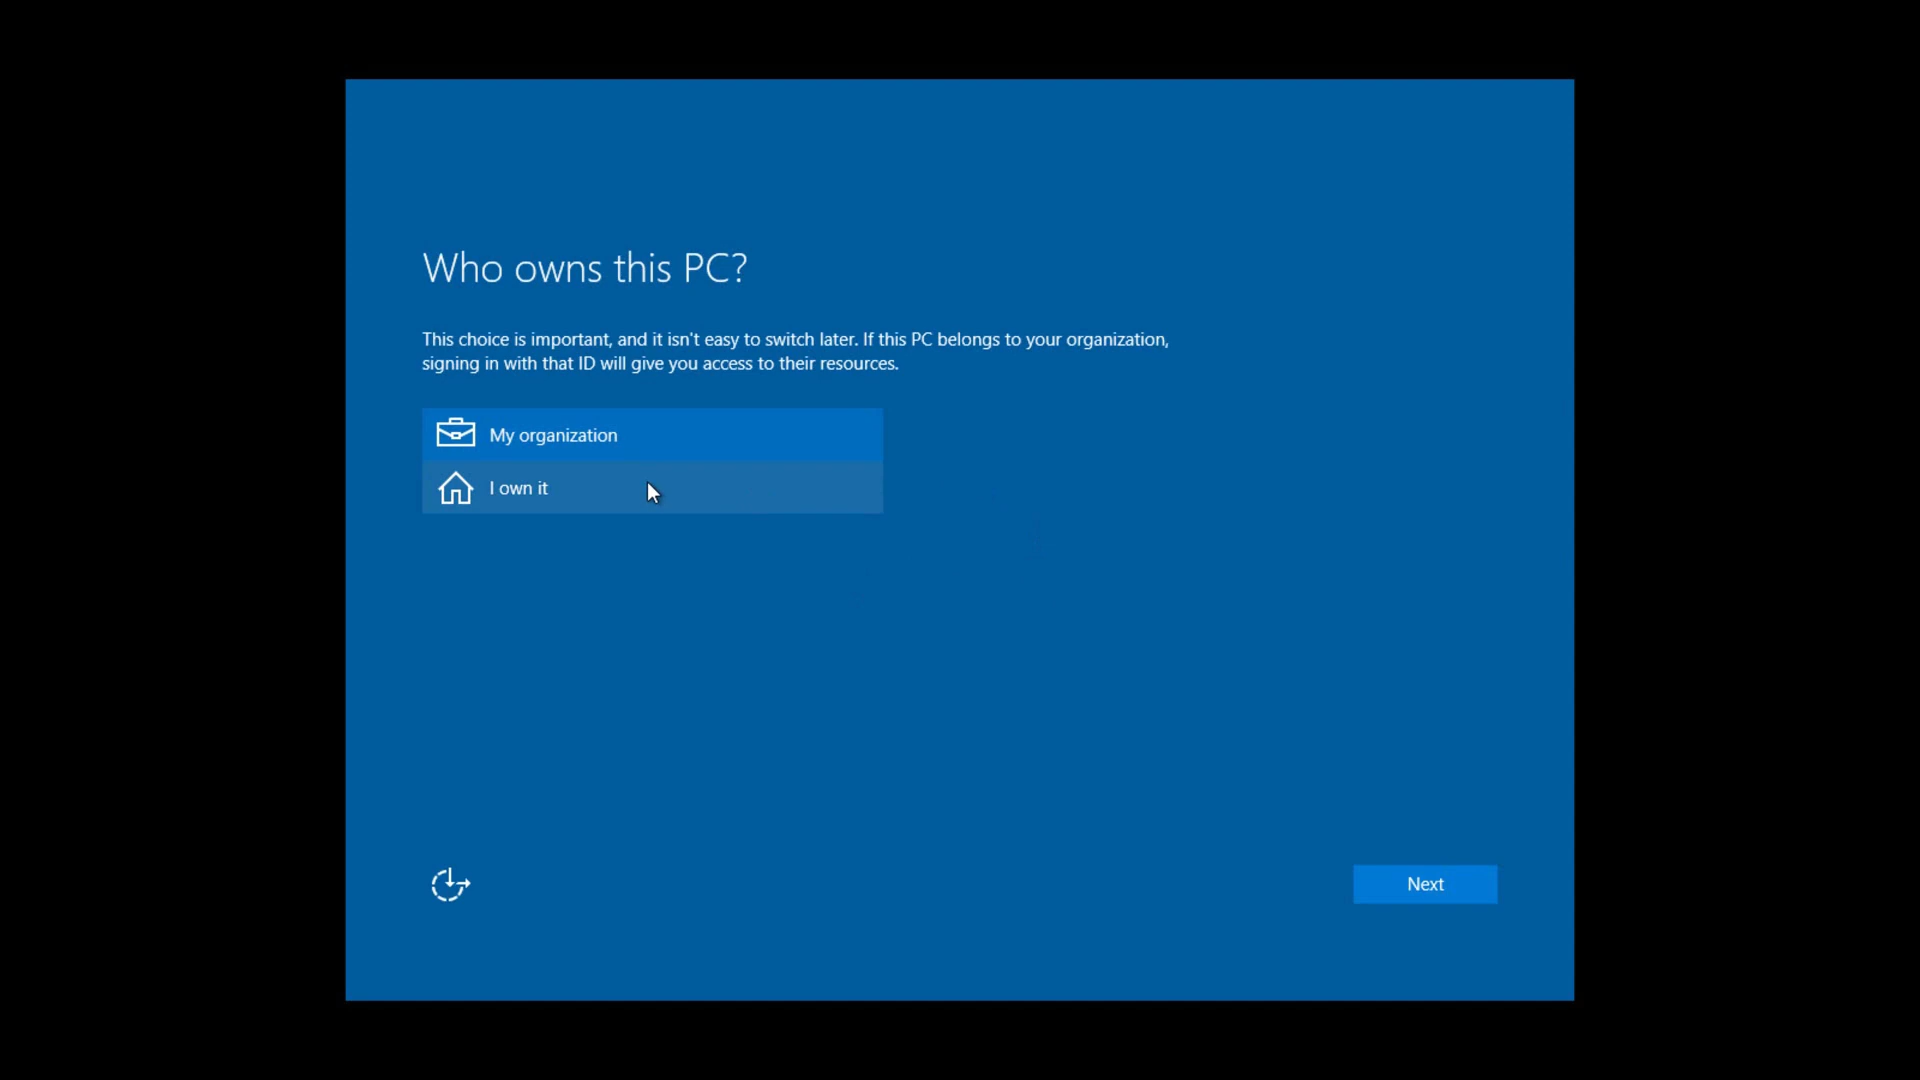 Who owns this PC?
This choice is important, and it isn't easy to switch later. If this PC belongs to your organization,
signing in with that ID will give you access to their resources.
My organization
I own it
Next